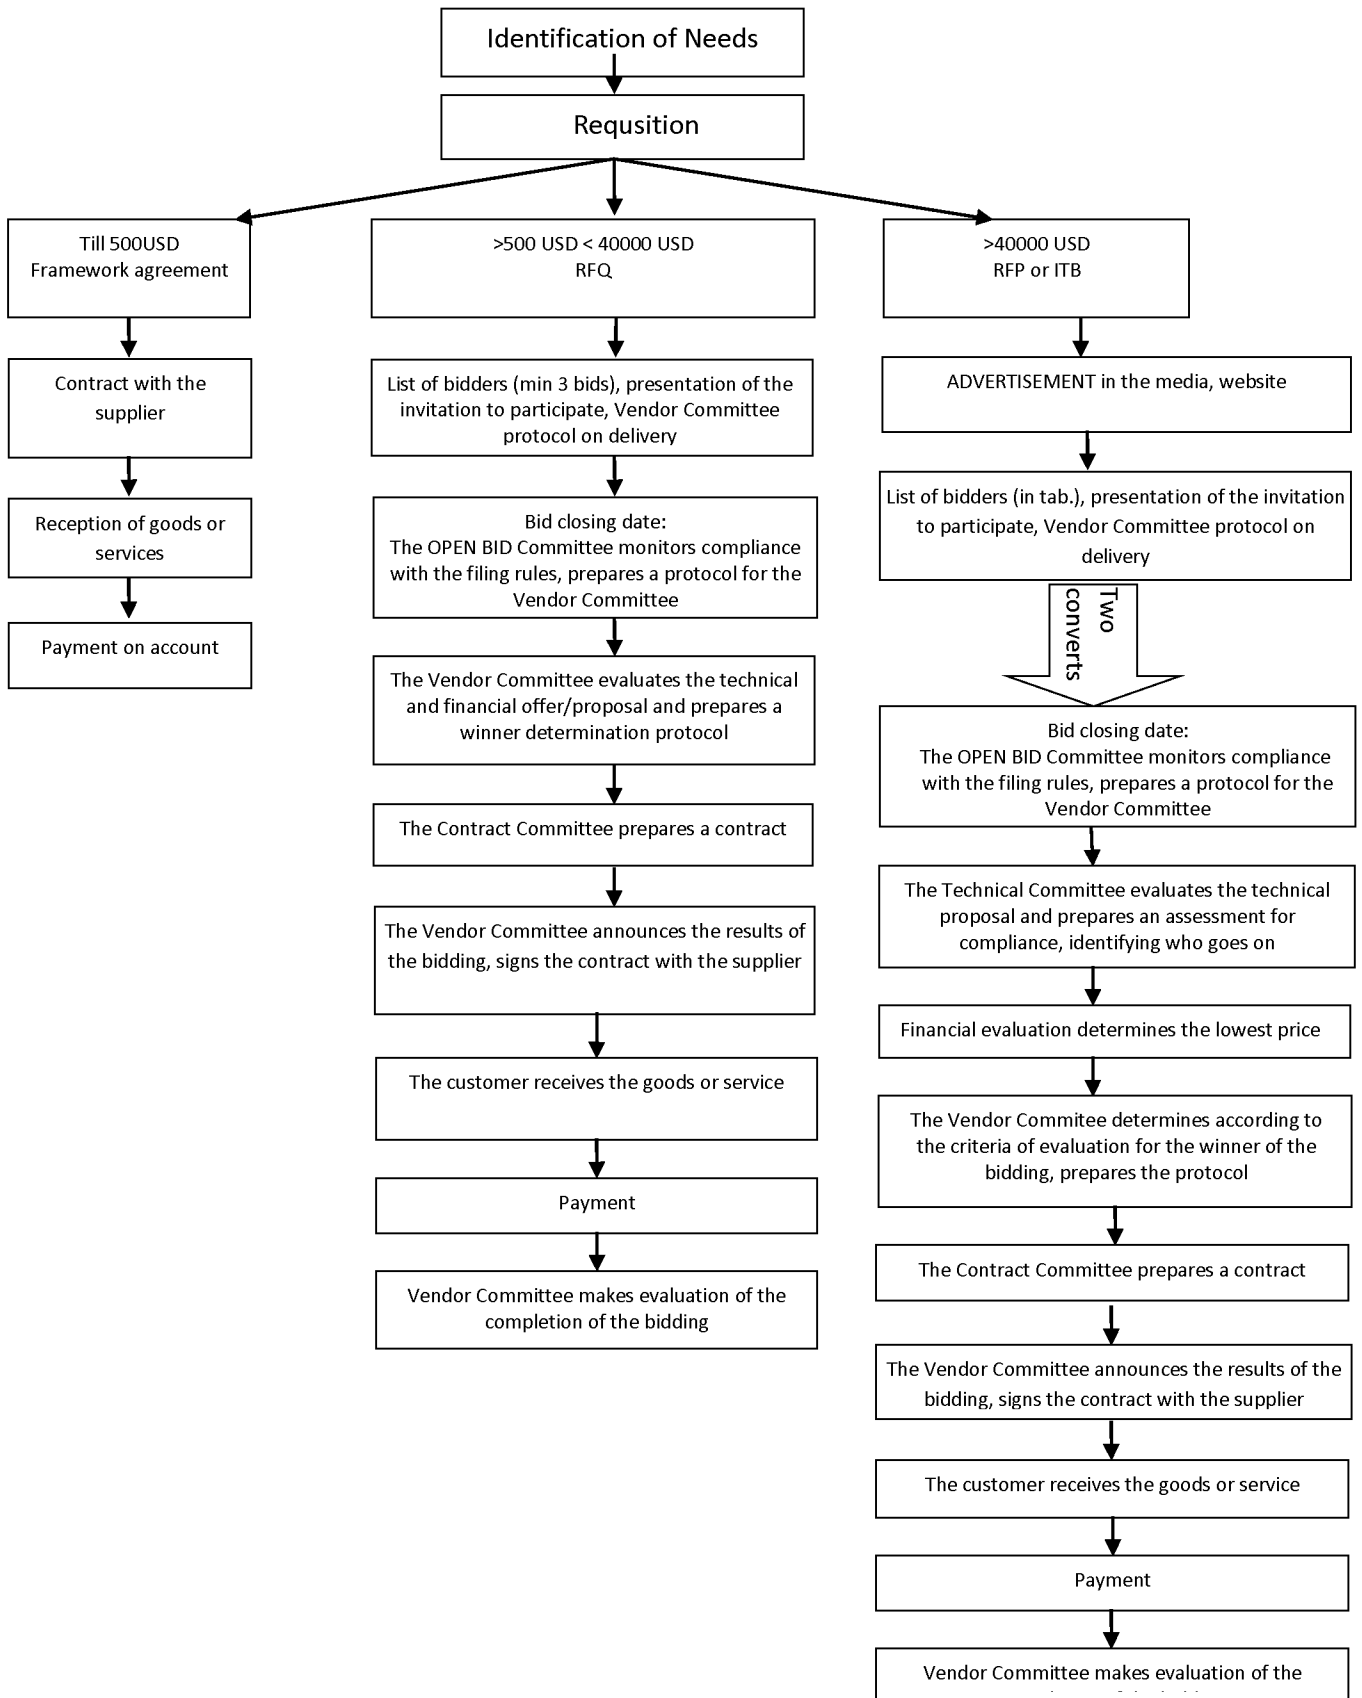 Identification of Needs
Requsition
Till 500USD
Framework agreement
Contract with the
supplier
Reception of goods or
services
Payment on account
>500 USD < 40000 USD
RFQ
List of bidders (min 3 bids), presentation of the
invitation to participate, Vendor Committee
protocol on delivery
Bid closing date:
The OPEN BID Committee monitors compliance
with the filing rules, prepares a protocol for the
Vendor Committee
The Vendor Committee evaluates the technical
and financial offer/proposal and prepares a
winner determination protocol
The Contract Committee prepares a contract
The Vendor Committee announces the results of
the bidding, signs the contract with the supplier
The customer receives the goods or service
Payment
Vendor Committee makes evaluation of the
completion of the bidding
>40000 USD
RFP or ITB
ADVERTISEMENT in the media, website
List of bidders (in tab.), presentation of the invitation
to participate, Vendor Committee protocol on
delivery
Two
converts
Bid closing date:
The OPEN BID Committee monitors compliance
with the filing rules, prepares a protocol for the
Vendor Committee
The Technical Committee evaluates the technical
proposal and prepares an assessment for
compliance, identifying who goes on
Financial evaluation determines the lowest price
The Vendor Commitee determines according to
the criteria of evaluation for the winner of the
bidding, prepares the protocol
The Contract Committee prepares a contract
The Vendor Committee announces the results of the
bidding, signs the contract with the supplier
The customer receives the goods or service
Payment
Vendor Committee makes evaluation of the